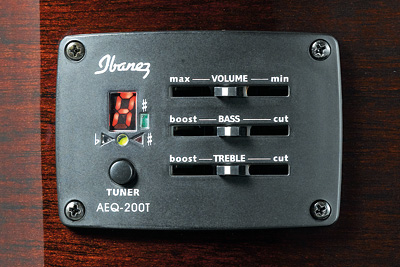 Ibanez
max VOLUME min
A #
boost BASS cut
♭ #
boost TREBLE cut
TUNER
AEQ-200T